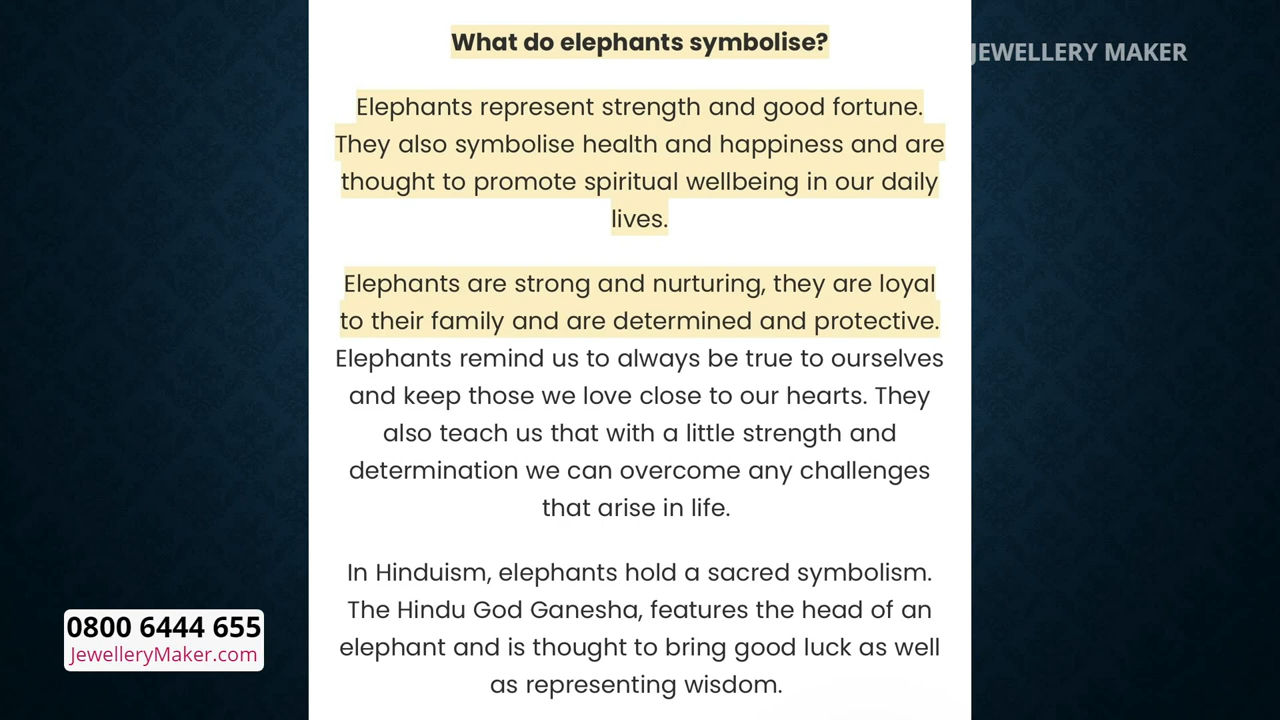 What do elephants symbolise?
JEWELLERY MAKER
Elephants represent strength and good fortune.
They also symbolise health and happiness and are
thought to promote spiritual wellbeing in our daily
lives.
Elephants are strong and nurturing, they are loyal
to their family and are determined and protective.
Elephants remind us to always be true to ourselves
and keep those we love close to our hearts. They
also teach us that with a little strength and
determination we can overcome any challenges
that arise in life.
In Hinduism, elephants hold a sacred symbolism.
The Hindu God Ganesha, features the head of an
elephant and is thought to bring good luck as well
as representing wisdom.
0800 6444 655
JewelleryMaker.com